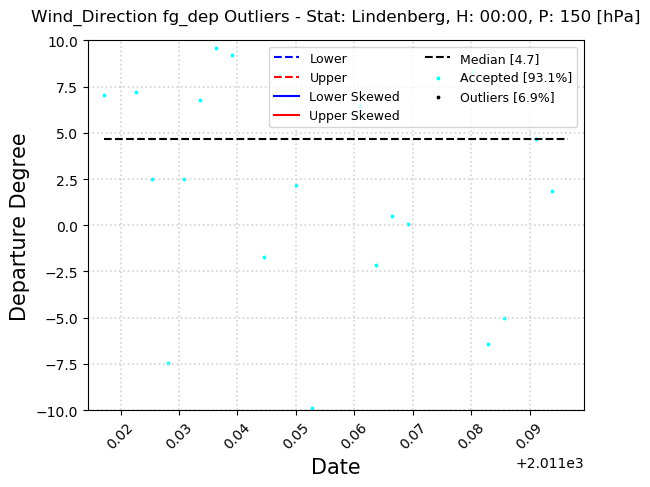 Wind_Direction fg_dep Outliers - Stat: Lindenberg, H: 00:00, P: 150 [hPa]
Lower
Upper
Lower Skewed
Upper Skewed
Median [4.7]
Accepted [93.1%]
Outliers [6.9%]
Departure Degree
10.0
7.5
5.0
2.5
0.0
−2.5
−5.0
−7.5
−10.0
0.02
0.03
0.04
0.05
0.06
0.07
0.08
0.09
+2.011e3
Date